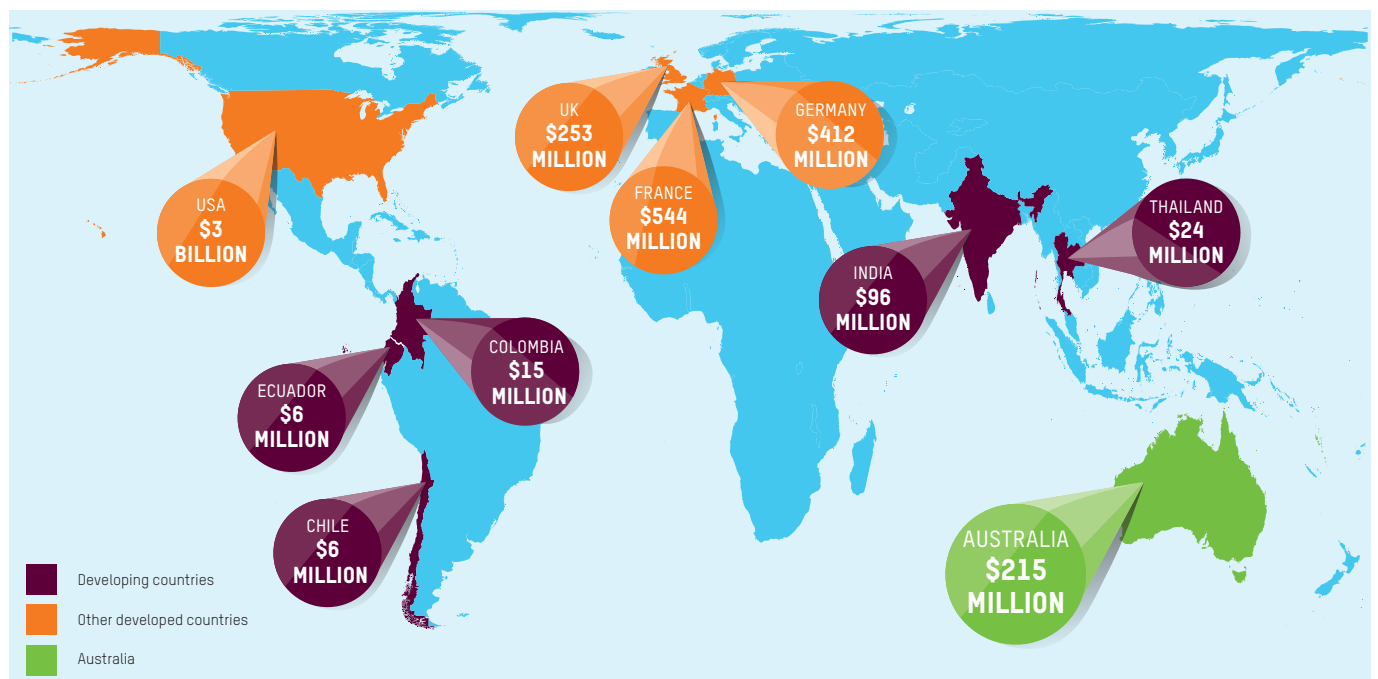 UK
$253
MILLION
GERMANY
$412
MILLION
USA
$3
BILLION
FRANCE
$544
MILLION
THAILAND
$24
MILLION
INDIA
$96
MILLION
COLOMBIA
$15
MILLION
ECUADOR
$6
MILLION
CHILE
$6
MILLION
AUSTRALIA
$215
MILLION
Developing countries
Other developed countries
Australia